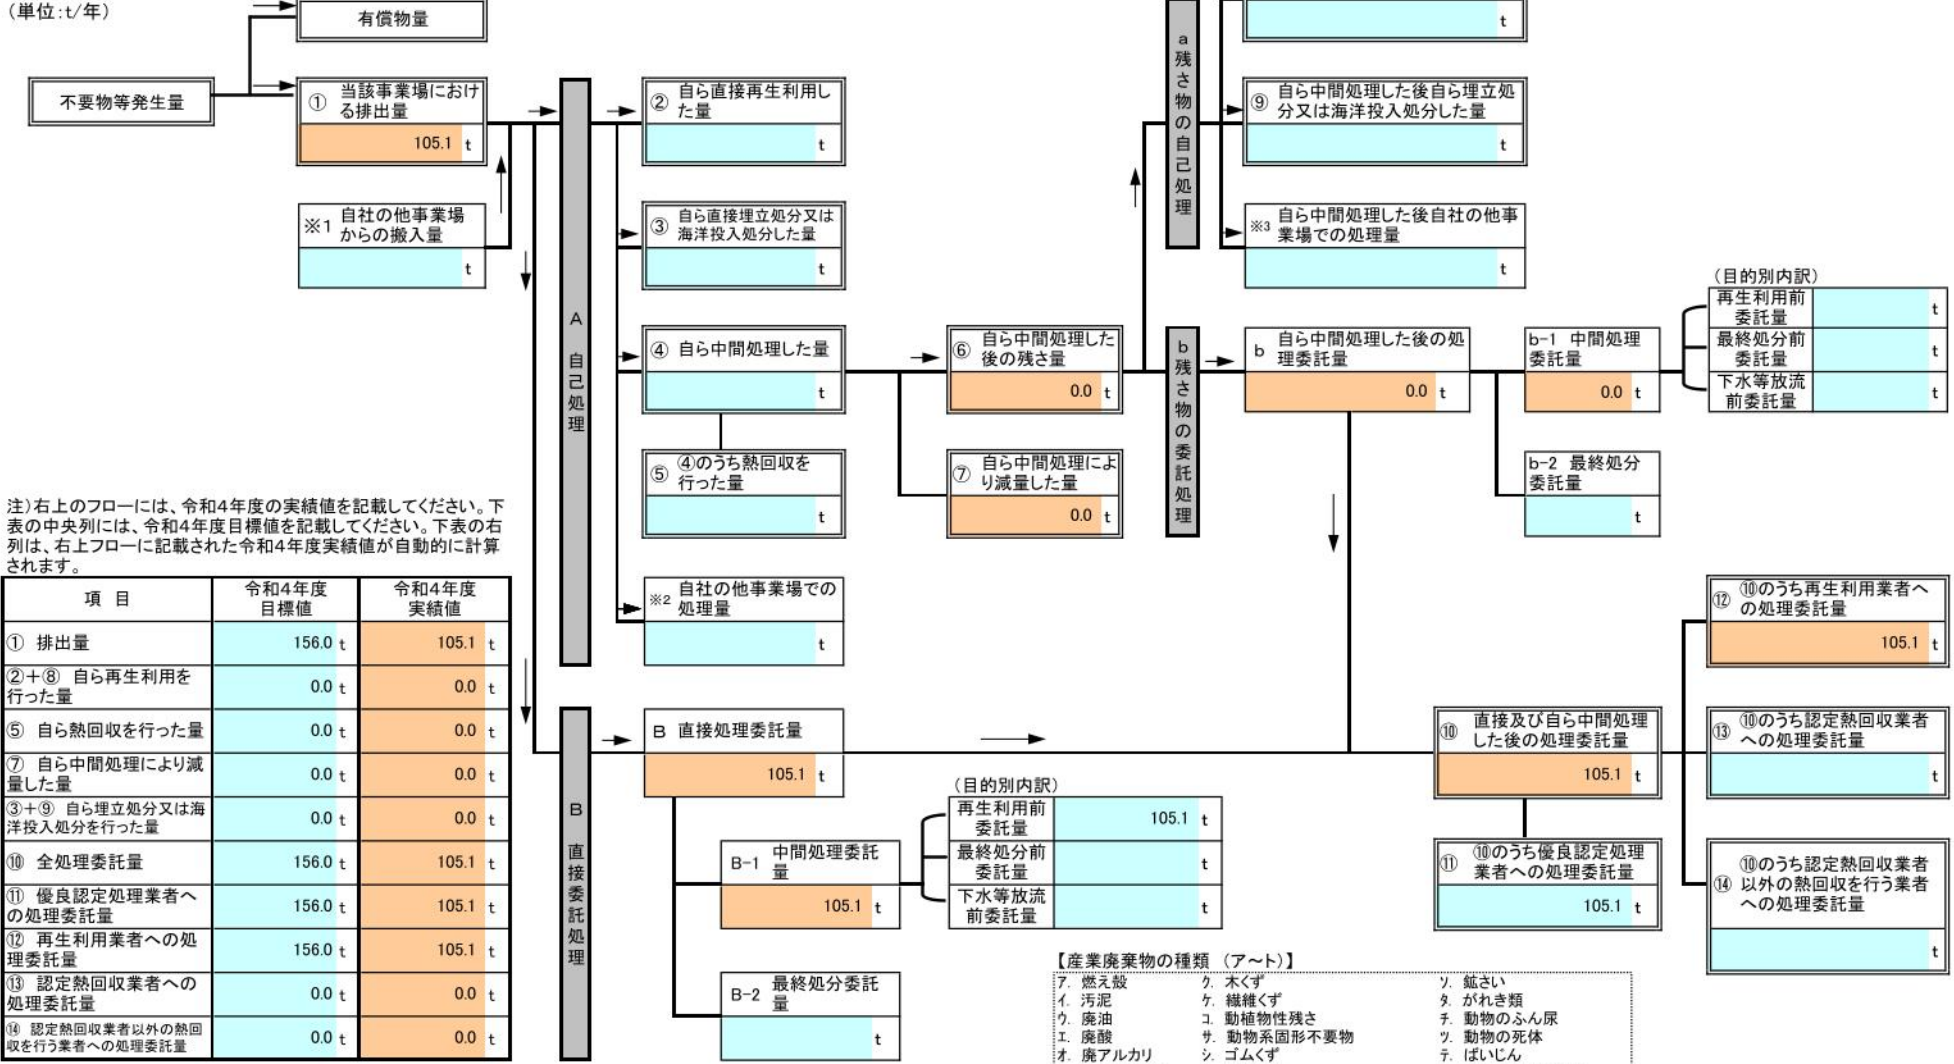 (単位:t/年)
有償物量
不要物等発生量
① 当該事業場におけ
る排出量
105.1 t
※1 自社の他事業場
からの搬入量
t
A
自己処理
② 自ら直接再生利用し
た量
t
③ 自ら直接埋立処分又は
海洋投入処分した量
t
④ 自ら中間処理した量
t
⑤ ④のうち熱回収を
行った量
t
※2 自社の他事業場での
処理量
t
⑥ 自ら中間処理した
後の残さ量
0.0 t
⑦ 自ら中間処理によ
り減量した量
0.0 t
a
残さ物の自己処理
t
⑨ 自ら中間処理した後自ら埋立処
分又は海洋投入処分した量
t
※3 自ら中間処理した後自社の他事
業場での処理量
t
b
残さ物の委託処理
b 自ら中間処理した後の処
理委託量
0.0 t
b-1 中間処理
委託量
0.0 t
b-2 最終処分
委託量
t
(目的別内訳)
再生利用前
委託量
t
最終処分前
委託量
t
下水等放流
前委託量
t
注)右上のフローには、令和4年度の実績値を記載してください。下
表の中央列には、令和4年度目標値を記載してください。下表の右
列は、右上フローに記載された令和4年度実績値が自動的に計算
されます。
項 目
令和4年度
目標値
令和4年度
実績値
① 排出量 156.0 t 105.1 t
②+⑧ 自ら再生利用を
行った量
0.0 t 0.0 t
⑤ 自ら熱回収を行った量 0.0 t 0.0 t
⑦ 自ら中間処理により減
量した量
0.0 t 0.0 t
③+⑨ 自ら埋立処分又は海
洋投入処分を行った量
0.0 t 0.0 t
⑩ 全処理委託量 156.0 t 105.1 t
⑪ 優良認定処理業者へ
の処理委託量
156.0 t 105.1 t
⑫ 再生利用業者への処
理委託量
156.0 t 105.1 t
⑬ 認定熱回収業者への
処理委託量
0.0 t 0.0 t
⑭ 認定熱回収業者以外の熱回
収を行う業者への処理委託量
0.0 t 0.0 t
B
直接委託処理
B 直接処理委託量
105.1 t
B-1 中間処理委託
量
105.1 t
B-2 最終処分委託
量
t
(目的別内訳)
再生利用前
委託量
105.1 t
最終処分前
委託量
t
下水等放流
前委託量
t
⑩ 直接及び自ら中間処理
した後の処理委託量
105.1 t
⑪ ⑩のうち優良認定処理
業者への処理委託量
105.1 t
⑫ ⑩のうち再生利用業者へ
の処理委託量
105.1 t
⑬ ⑩のうち認定熱回収業者
への処理委託量
t
⑭ ⑩のうち認定熱回収業者
以外の熱回収を行う業者
への処理委託量
t
【産業廃棄物の種類 (ア〜ト)】
ア. 燃え殻 ク. 木くず ソ. 鉱さい
イ. 汚泥 ケ. 繊維くず タ. がれき類
ウ. 廃油 コ. 動植物性残さ チ. 動物のふん尿
エ. 廃酸 サ. 動物系固形不要物 ツ. 動物の死体
オ. 廃アルカリ シ. ゴムくず テ. ばいじん